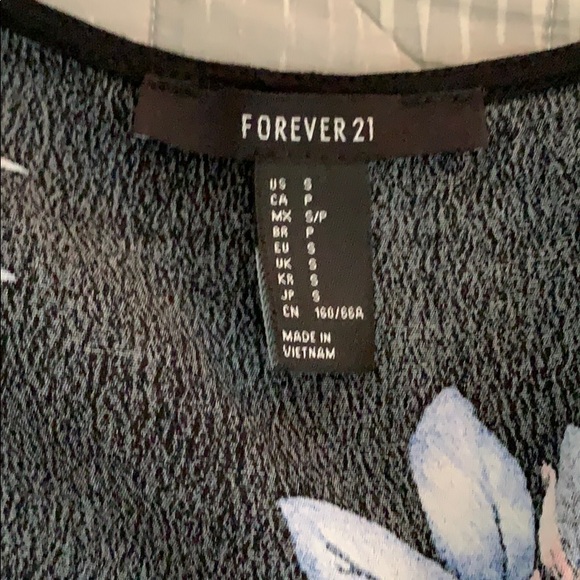 FOREVER 21
US S
CA P
MX S/P
BR P
EU S
UK S
KR S
JP S
CN 160/66A
MADE IN
VIETNAM